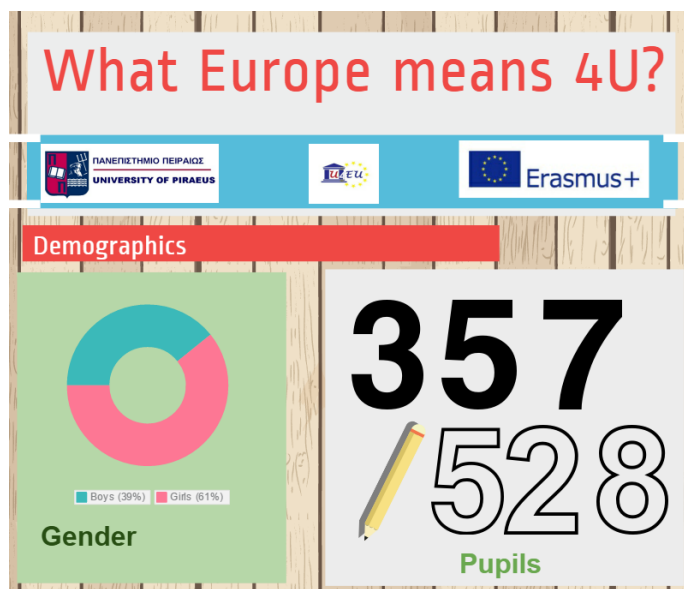 What Europe means 4U?
ΠΑΝΕΠΙΣΤΗΜΙΟ ΠΕΙΡΑΙΩΣ
UNIVERSITY OF PIRAEUS
U.EU
Erasmus+
Demographics
Boys (39%) Girls (61%)
Gender
357
528
Pupils